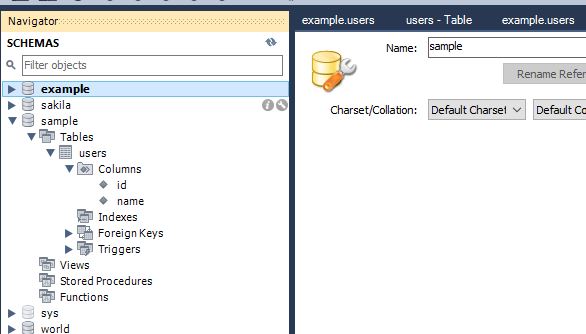 Navigator
SCHEMAS
Filter objects
example
sakila
sample
Tables
users
Columns
id
name
Indexes
Foreign Keys
Triggers
Views
Stored Procedures
Functions
sys
world
example.users users - Table example.users
Name: sample
Rename Refer
Charset/Collation: Default Charset Default Co